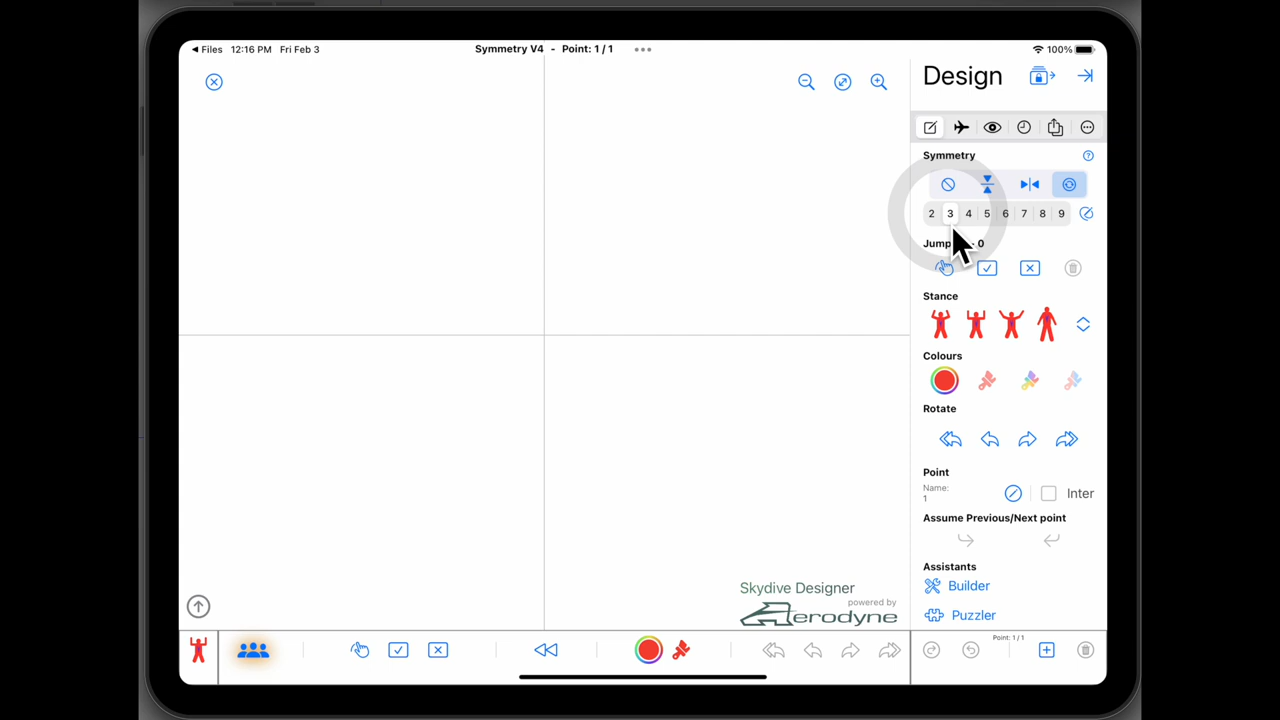 Files 12:16 PM Fri Feb 3
Symmetry V4 - Point: 1 / 1
100%
Design
Symmetry
2 3 4 5 6 7 8 9
0
Stance
Colours
Rotate
Point
Name:
1
Inter
Assume Previous/Next point
Assistants
Builder
Puzzler
Skydive Designer
powered by
Aerodyne
Point: 1 / 1